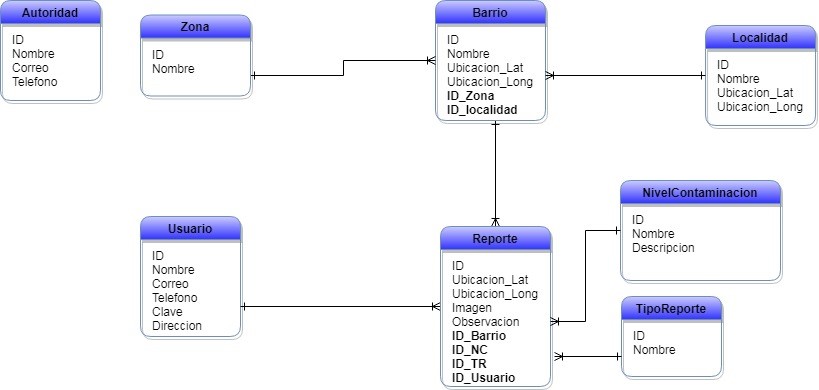 Autoridad
ID
Nombre
Correo
Telefono
Zona
ID
Nombre
Barrio
ID
Nombre
Ubicacion_Lat
Ubicacion_Long
ID_Zona
ID_localidad
Localidad
ID
Nombre
Ubicacion_Lat
Ubicacion_Long
Usuario
ID
Nombre
Correo
Telefono
Clave
Direccion
Reporte
ID
Ubicacion_Lat
Ubicacion_Long
Imagen
Observacion
ID_Barrio
ID_NC
ID_TR
ID_Usuario
NivelContaminacion
ID
Nombre
Descripcion
TipoReporte
ID
Nombre